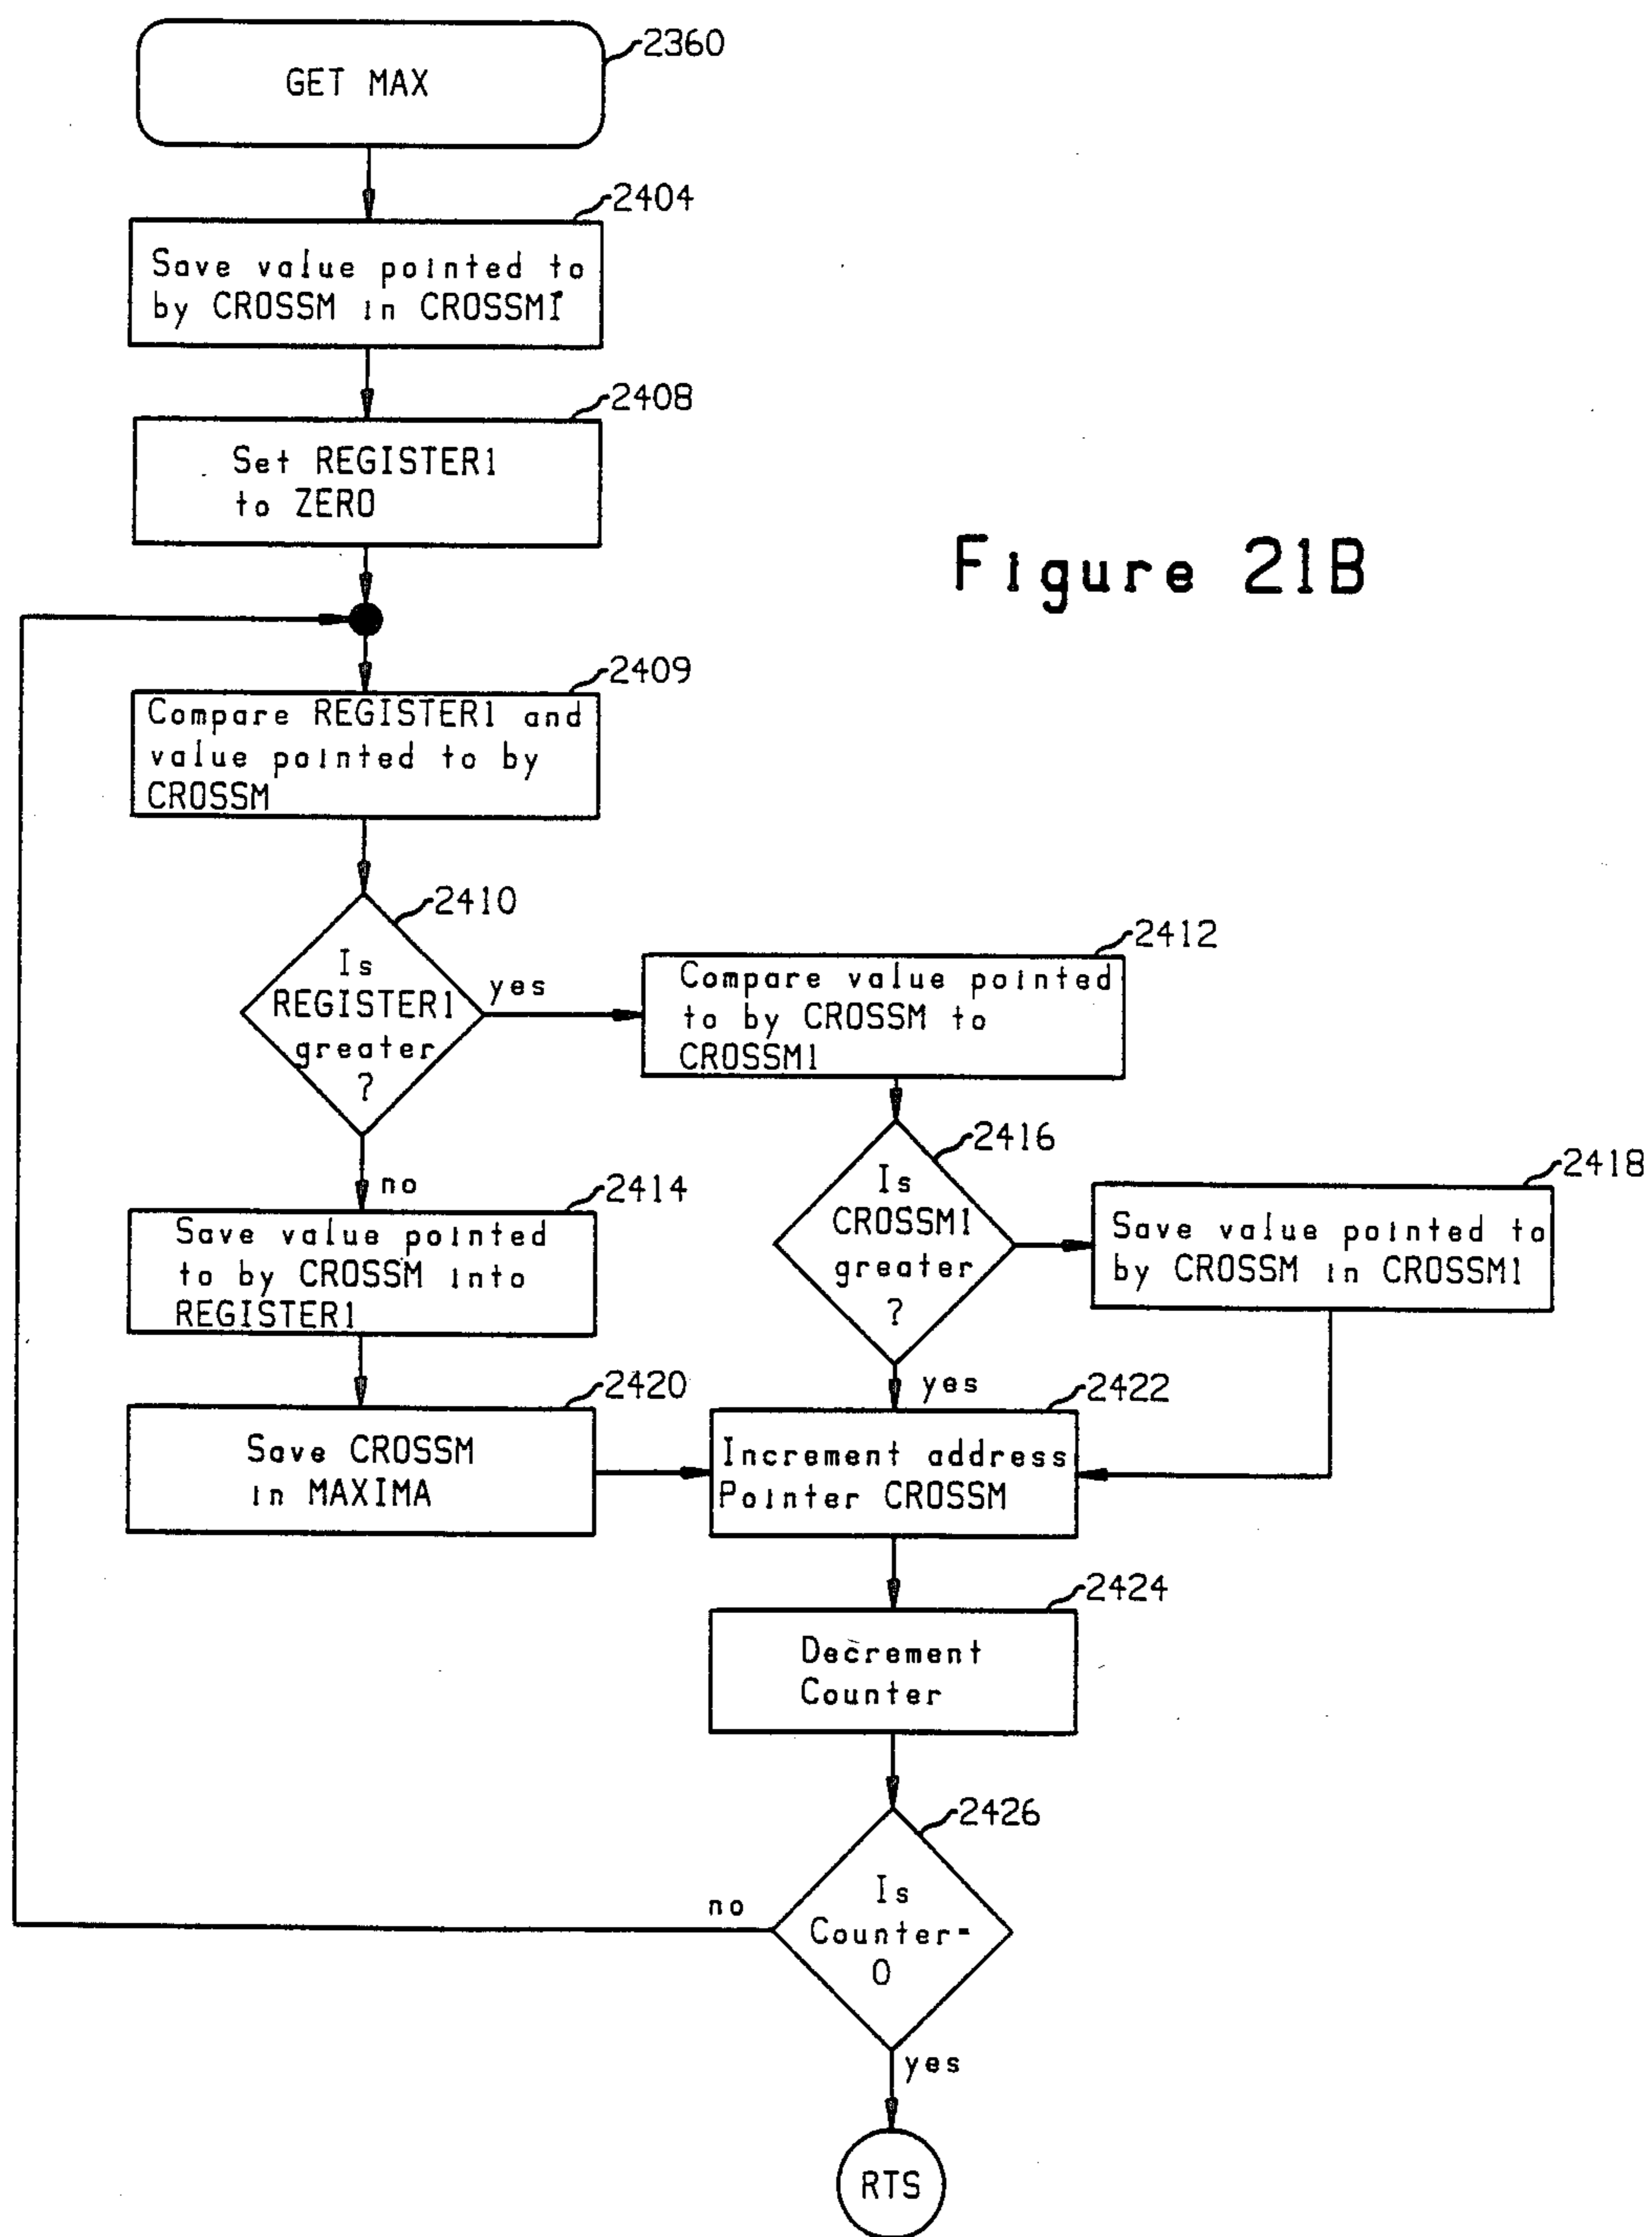 2360
GET MAX
2404
Save value pointed to
by CROSSM in CROSSM1
2408
Set REGISTER1
to ZERO
Figure 21B
2409
Compare REGISTER1 and
value pointed to by
CROSSM
2410
Is
REGISTER1
greater
?
yes
2412
Compare value pointed
to by CROSSM to
CROSSM1
no
2414
Save value pointed
to by CROSSM into
REGISTER1
2416
Is
CROSSM1
greater
?
2418
Save value pointed to
by CROSSM in CROSSM1
yes
2420
Save CROSSM
in MAXIMA
2422
Increment address
Pointer CROSSM
2424
Decrement
Counter
2426
Is
Counter=
0
no
yes
RTS